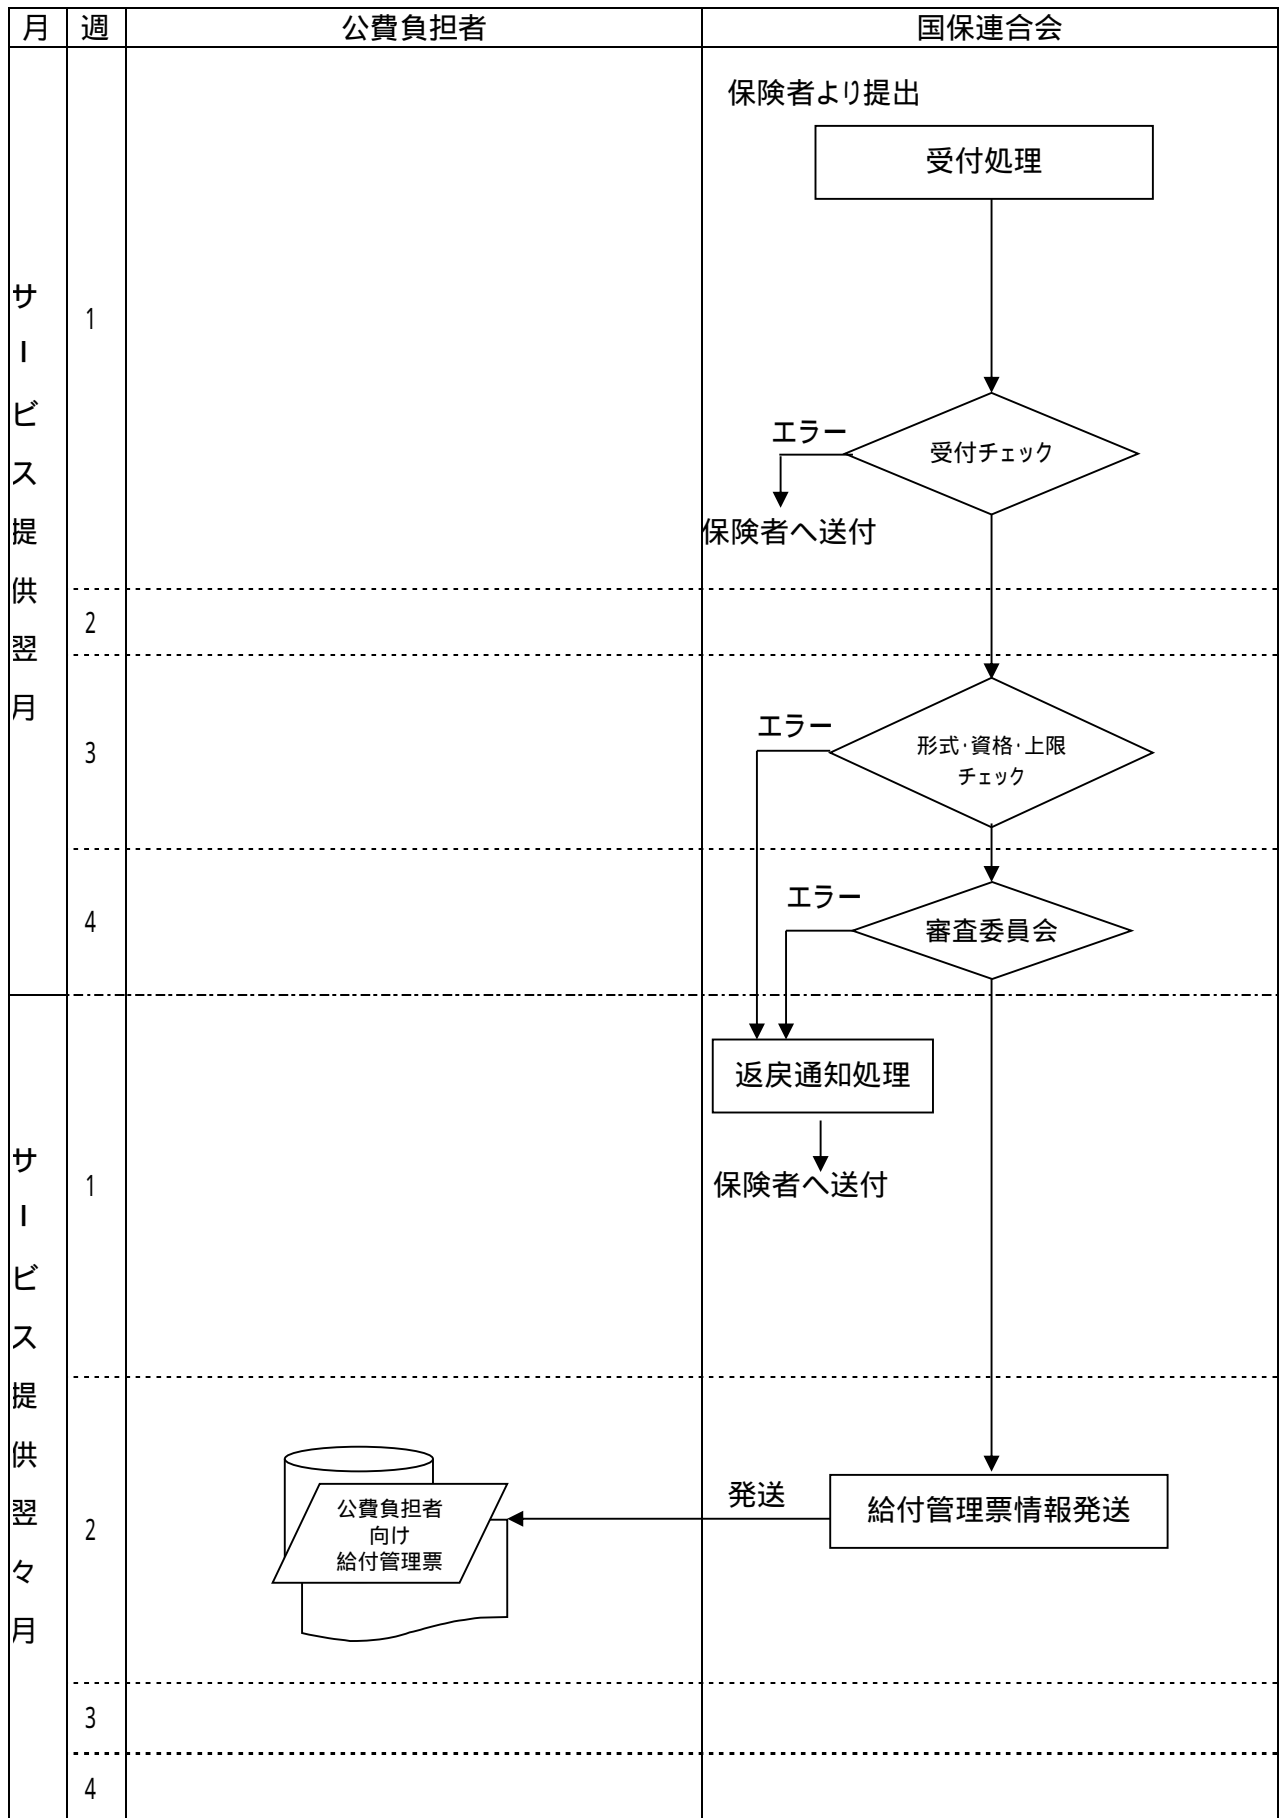 月 週 公費負担者 国保連合会
保険者より提出
受付処理
サービス提供翌月
1
エラー
受付チェック
保険者へ送付
2
エラー
3
形式・資格・上限
チェック
エラー
4
審査委員会
返戻通知処理
サービス提供翌々月
1
保険者へ送付
2
公費負担者
向け
給付管理票
発送
給付管理票情報発送
3
4